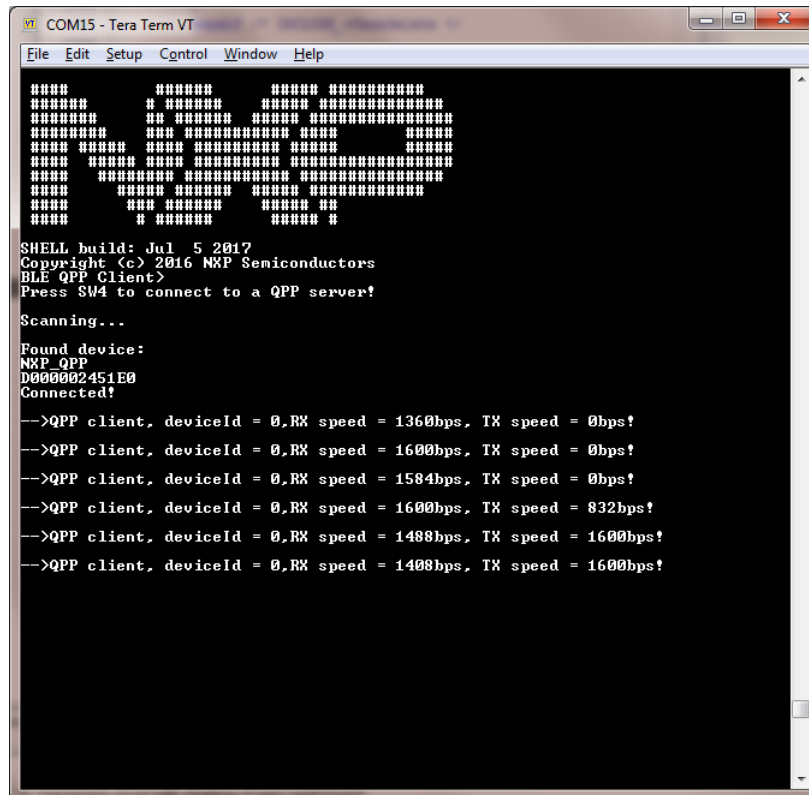 COM15 - Tera Term VT
File Edit Setup Control Window Help
NXP
SHELL build: Jul  5 2017
Copyright (c) 2016 NXP Semiconductors
BLE QPP Client>
Press SW4 to connect to a QPP server!
Scanning...
Found device:
NXP_QPP
D000002451E0
Connected!
-->QPP client, deviceId = 0,RX speed = 1360bps, TX speed = 0bps!
-->QPP client, deviceId = 0,RX speed = 1600bps, TX speed = 0bps!
-->QPP client, deviceId = 0,RX speed = 1584bps, TX speed = 0bps!
-->QPP client, deviceId = 0,RX speed = 1600bps, TX speed = 832bps!
-->QPP client, deviceId = 0,RX speed = 1488bps, TX speed = 1600bps!
-->QPP client, deviceId = 0,RX speed = 1408bps, TX speed = 1600bps!